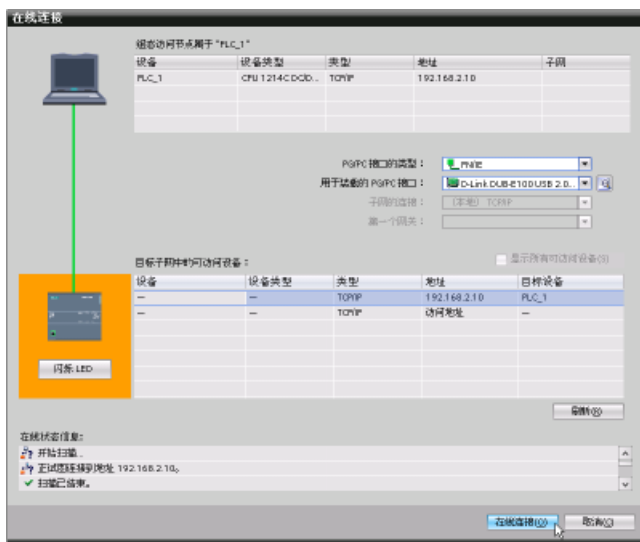 在线连接
组态访问节点属于 "PLC_1"
设备 设备类型 类型 地址 子网
PLC_1 CPU 1214C DC/D... TCP/IP 192.168.2.10
PG/PC 接口的类型： PN/IE
用于装载的 PG/PC 接口： D-Link DUB-E100 USB 2.0...
子网的连接： （本地） TCP/IP
第一个网关：
目标子网中的可访问设备： 显示所有可访问设备(S)
设备 设备类型 类型 地址 目标设备
— — TCP/IP 192.168.2.10 PLC_1
— — TCP/IP 访问地址 —
闪烁 LED
刷新(R)
在线状态信息:
开始扫描...
正试图连接到地址 192.168.2.10。
扫描已结束。
在线连接(O) 取消(C)